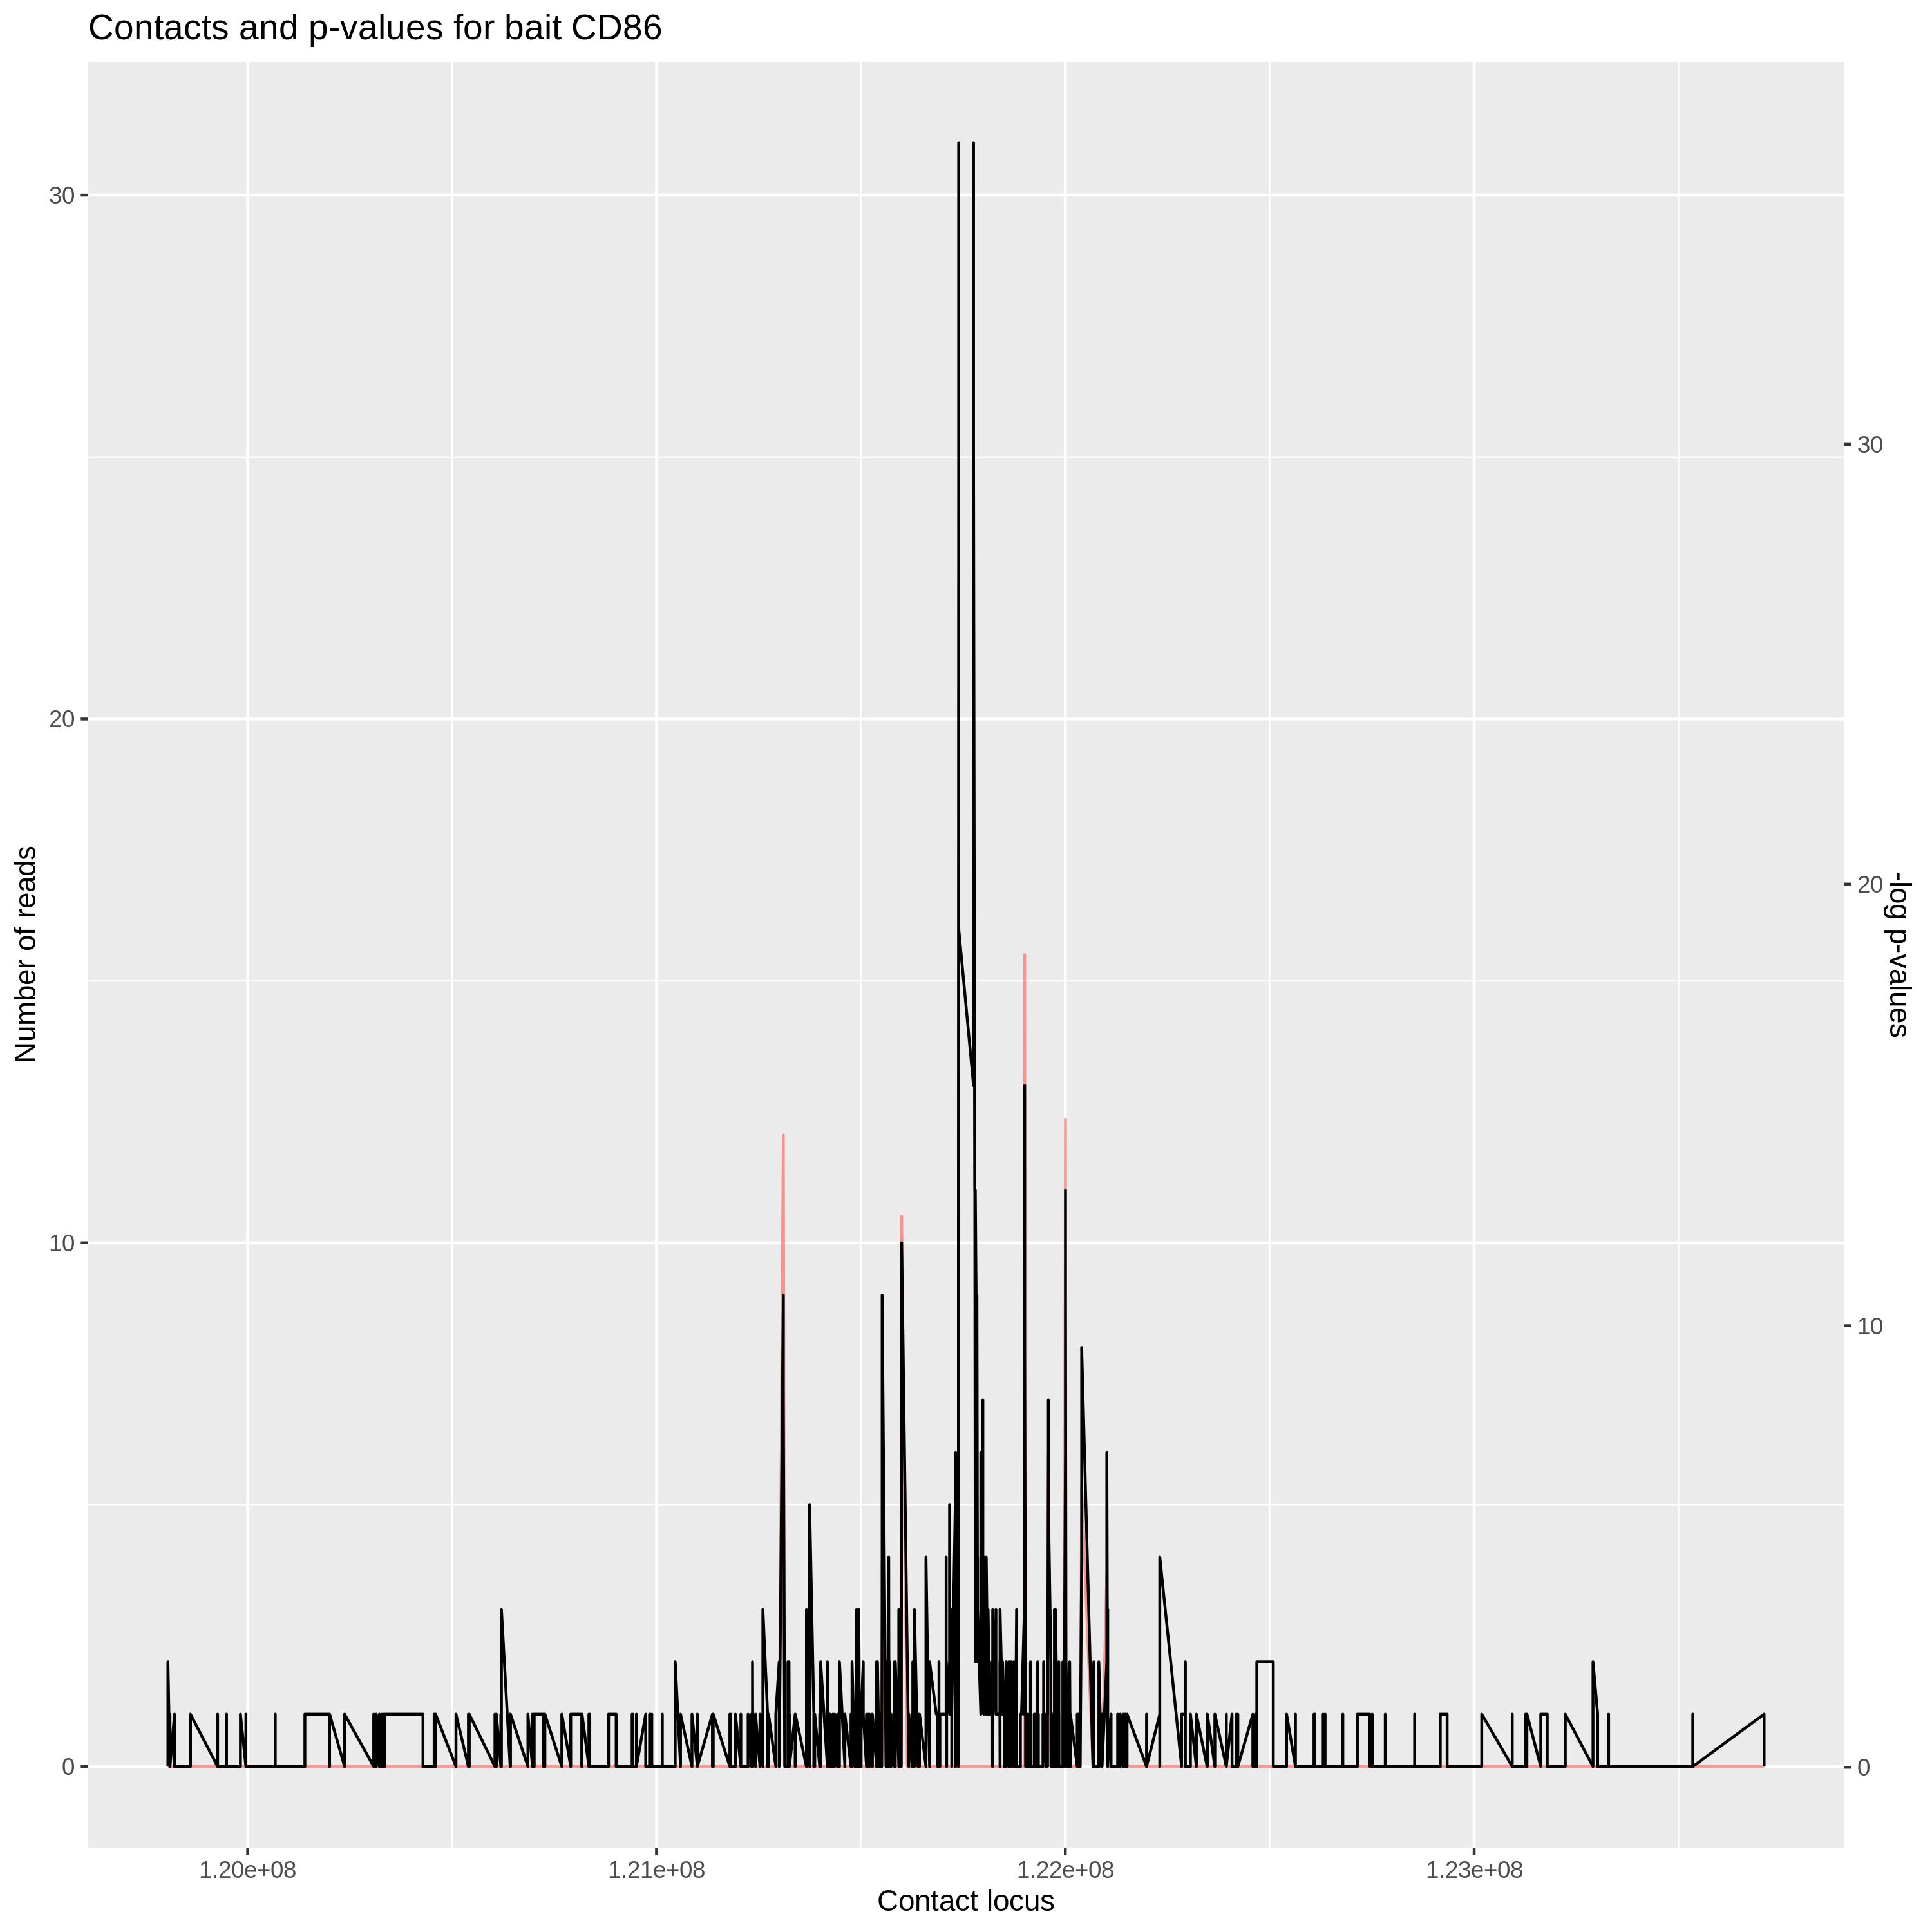 Contacts and p-values for bait CD86
30
20
10
0
Number of reads
30
20
10
0
-log p-values
1.20e+08 1.21e+08 1.22e+08 1.23e+08
Contact locus